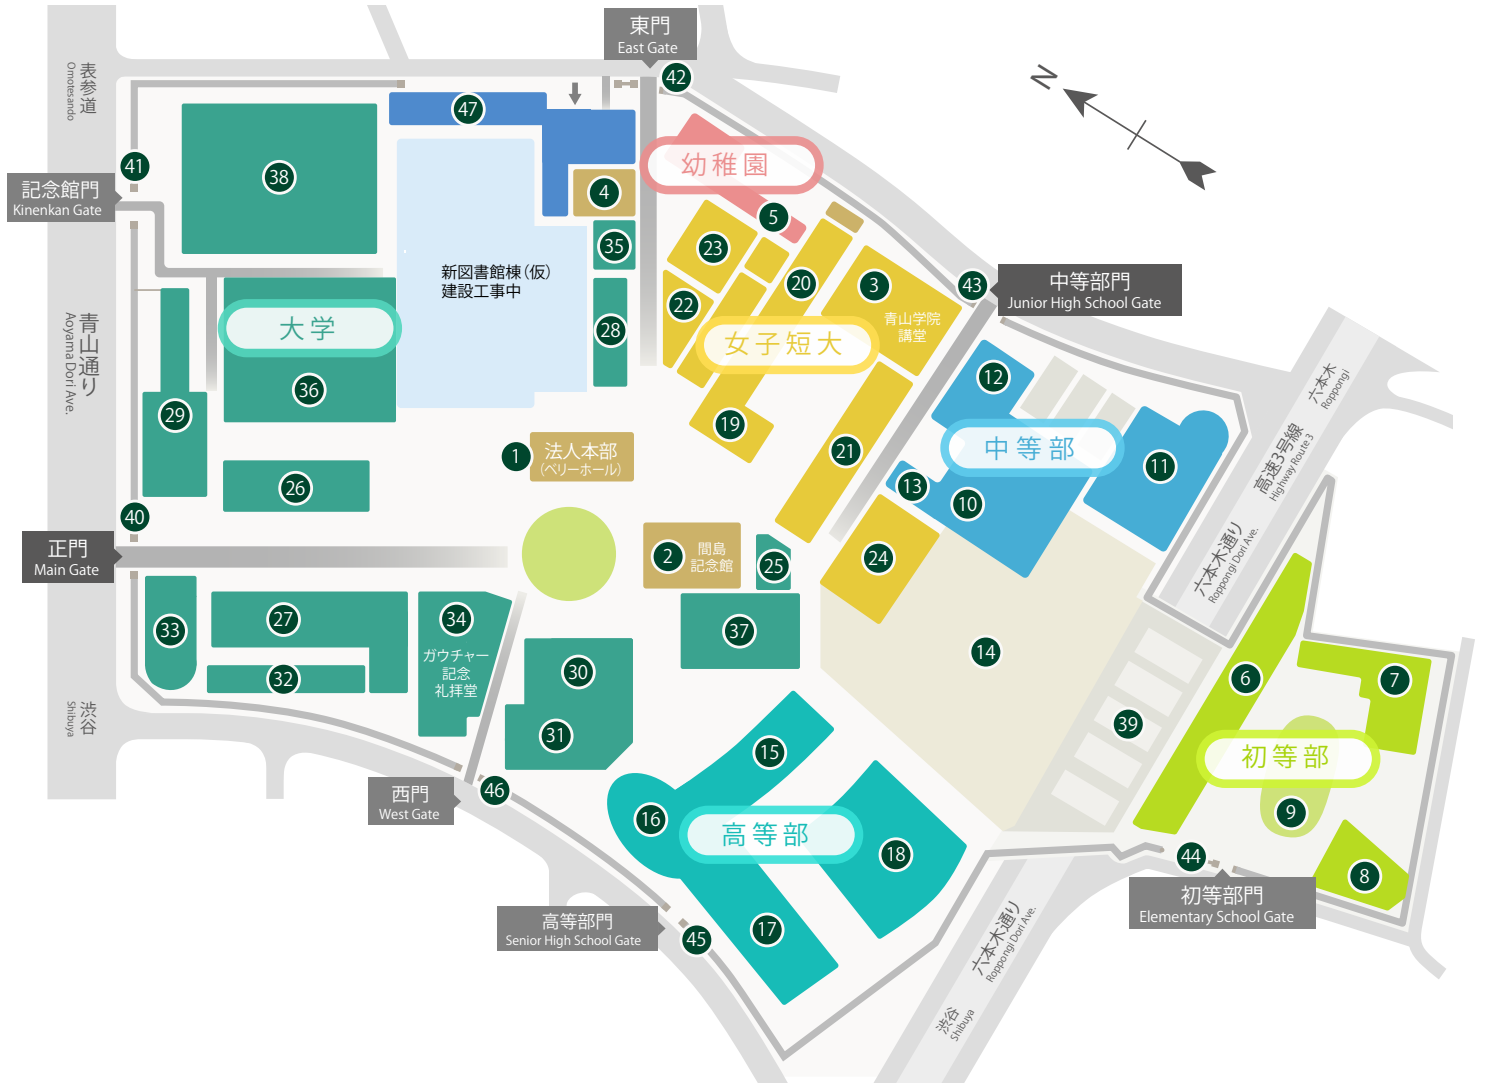 東門
East Gate
42
N
表参道
Omotesando
47
41
38
幼稚園
4
記念館門
Kinenkan Gate
5
35
23
新図書館棟(仮)
建設工事中
20
3
43
中等部門
Junior High School Gate
22
青山学院
講堂
28
大学
女子短大
青山通り
Aoyama Dori Ave.
36
12
六本木
Roppongi
29
19
1
法人本部
(ベリーホール)
21
中等部
11
高速3号線
Highway Route 3
26
13
10
40
正門
Main Gate
2
間島
記念館
25
24
六本木通り
Roppongi Dori Ave.
33
27
34
ガウチャー
記念
礼拝堂
37
32
30
14
6
7
渋谷
Shibuya
31
15
39
初等部
西門
West Gate
46
16
高等部
18
9
44
8
初等部門
Elementary School Gate
高等部門
Senior High School Gate
45
17
六本木通り
Roppongi Dori Ave.
渋谷
Shibuya